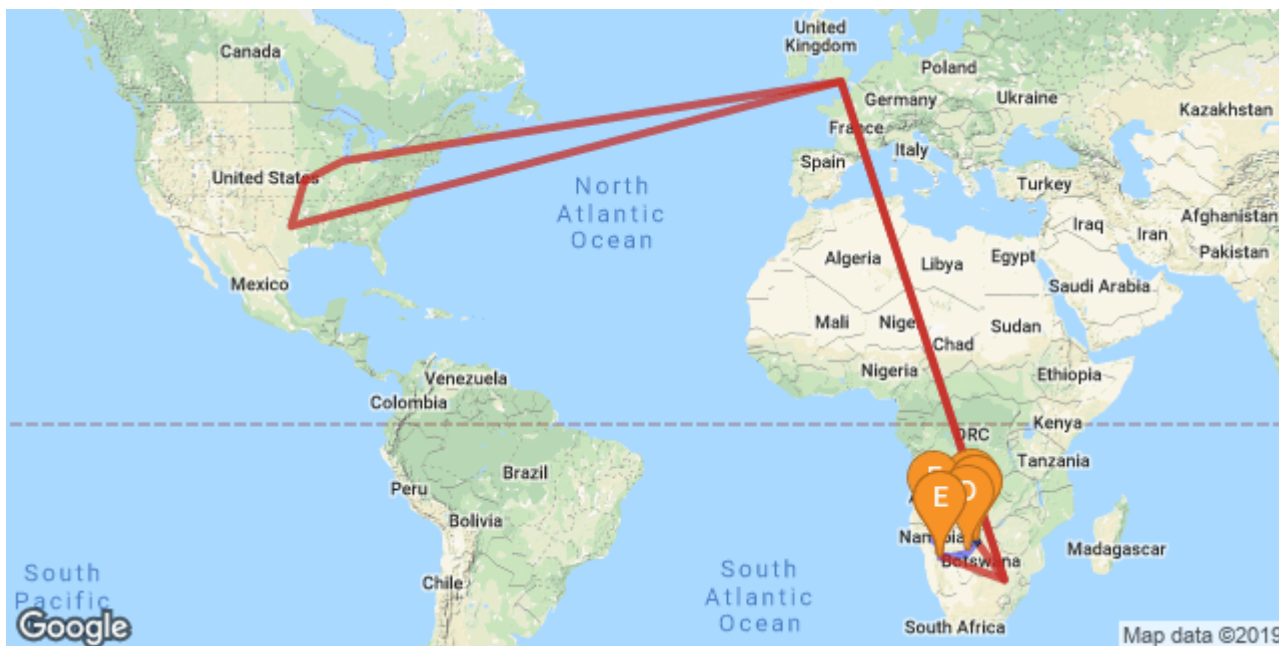 Canada
United
Kingdom
Poland
Germany
Ukraine
Kazakhstan
France
Italy
Spain
United States
North
Atlantic
Ocean
Turkey
Iraq
Iran
Afghanistan
Pakistan
Algeria
Libya
Egypt
Mexico
Saudi Arabia
Mali
Niger
Sudan
Chad
Nigeria
Ethiopia
Venezuela
Colombia
Kenya
DRC
Tanzania
Brazil
Peru
E
D
Bolivia
Namibia
Botswana
Madagascar
South
Pacific
Chile
South
Atlantic
Ocean
South Africa
Google
Map data ©2019